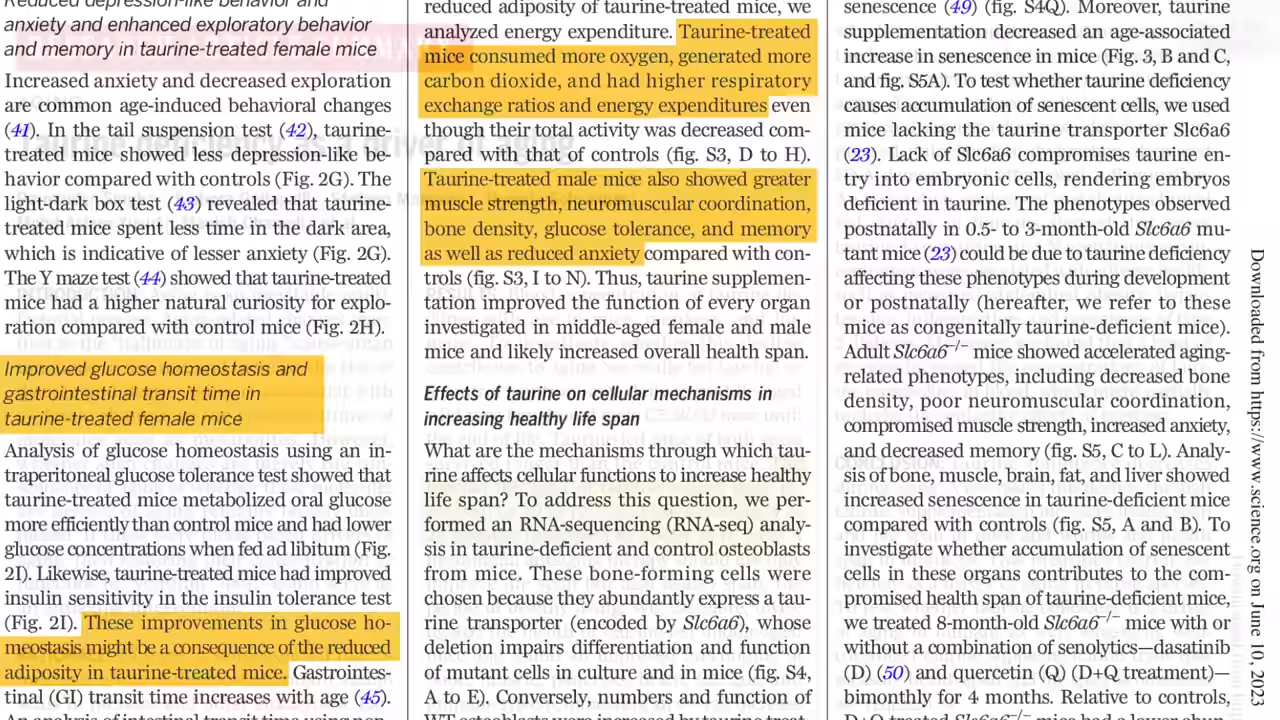 Reduced depression-like behavior and
anxiety and enhanced exploratory behavior
and memory in taurine-treated female mice
Increased anxiety and decreased exploration
are common age-induced behavioral changes
(41). In the tail suspension test (42), taurine-
treated mice showed less depression-like be-
havior compared with controls (Fig. 2G). The
light-dark box test (43) revealed that taurine-
treated mice spent less time in the dark area,
which is indicative of lesser anxiety (Fig. 2G).
The Y maze test (44) showed that taurine-treated
mice had a higher natural curiosity for explo-
ration compared with control mice (Fig. 2H).
Improved glucose homeostasis and
gastrointestinal transit time in
taurine-treated female mice
Analysis of glucose homeostasis using an in-
traperitoneal glucose tolerance test showed that
taurine-treated mice metabolized oral glucose
more efficiently than control mice and had lower
glucose concentrations when fed ad libitum (Fig.
2I). Likewise, taurine-treated mice had improved
insulin sensitivity in the insulin tolerance test
(Fig. 2I). These improvements in glucose ho-
meostasis might be a consequence of the reduced
adiposity in taurine-treated mice. Gastrointes-
tinal (GI) transit time increases with age (45).
An analysis of intestinal transit time using non-
reduced adiposity of taurine-treated mice, we
analyzed energy expenditure. Taurine-treated
mice consumed more oxygen, generated more
carbon dioxide, and had higher respiratory
exchange ratios and energy expenditures even
though their total activity was decreased com-
pared with that of controls (fig. S3, D to H).
Taurine-treated male mice also showed greater
muscle strength, neuromuscular coordination,
bone density, glucose tolerance, and memory
as well as reduced anxiety compared with con-
trols (fig. S3, I to N). Thus, taurine supplemen-
tation improved the function of every organ
investigated in middle-aged female and male
mice and likely increased overall health span.
Effects of taurine on cellular mechanisms in
increasing healthy life span
What are the mechanisms through which tau-
rine affects cellular functions to increase healthy
life span? To address this question, we per-
formed an RNA-sequencing (RNA-seq) analy-
sis in taurine-deficient and control osteoblasts
from mice. These bone-forming cells were
chosen because they abundantly express a tau-
rine transporter (encoded by Slc6a6), whose
deletion impairs differentiation and function
of mutant cells in culture and in mice (fig. S4,
A to E). Conversely, numbers and function of
WT osteoblasts were increased by taurine treat-
senescence (49) (fig. S4Q). Moreover, taurine
supplementation decreased an age-associated
increase in senescence in mice (Fig. 3, B and C,
and fig. S5A). To test whether taurine deficiency
causes accumulation of senescent cells, we used
mice lacking the taurine transporter Slc6a6
(23). Lack of Slc6a6 compromises taurine en-
try into embryonic cells, rendering embryos
deficient in taurine. The phenotypes observed
postnatally in 0.5- to 3-month-old Slc6a6 mu-
tant mice (23) could be due to taurine deficiency
affecting these phenotypes during development
or postnatally (hereafter, we refer to these
mice as congenitally taurine-deficient mice).
Adult Slc6a6−/− mice showed accelerated aging-
related phenotypes, including decreased bone
density, poor neuromuscular coordination,
compromised muscle strength, increased anxiety,
and decreased memory (fig. S5, C to L). Analy-
sis of bone, muscle, brain, fat, and liver showed
increased senescence in taurine-deficient mice
compared with controls (fig. S5, A and B). To
investigate whether accumulation of senescent
cells in these organs contributes to the com-
promised health span of taurine-deficient mice,
we treated 8-month-old Slc6a6−/− mice with or
without a combination of senolytics—dasatinib
(D) (50) and quercetin (Q) (D+Q treatment)—
bimonthly for 4 months. Relative to controls,
D+Q-treated Slc6a6−/− mice had a lower abun-
Downloaded from https://www.science.org on June 10, 2023
Taurine deficiency as a driver of aging